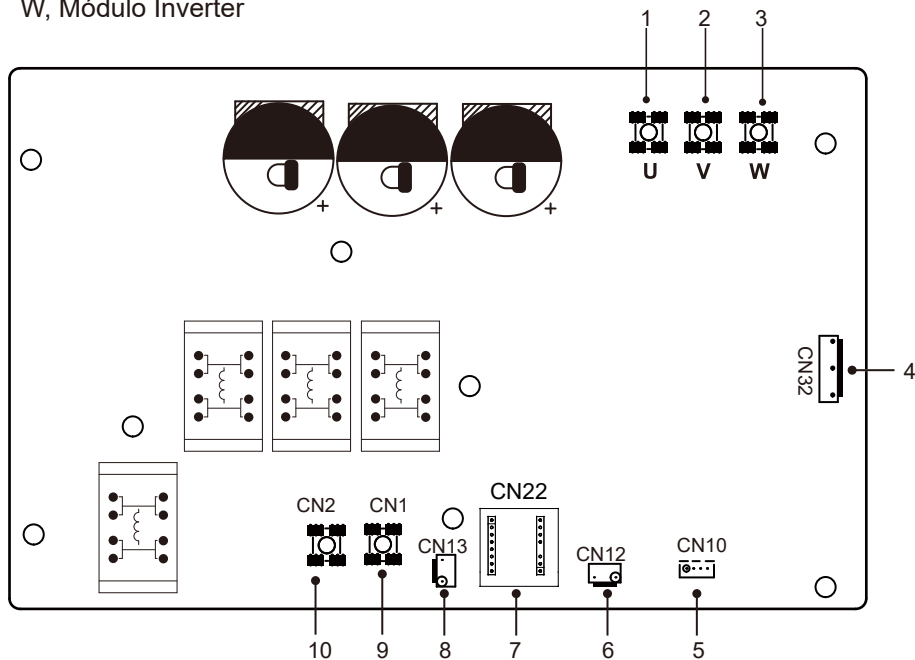 W, Módulo Inverter
1 2 3
U V W
+ + +
CN32
4
CN2 CN1 CN22
CN13 CN12 CN10
10 9 8 7 6 5